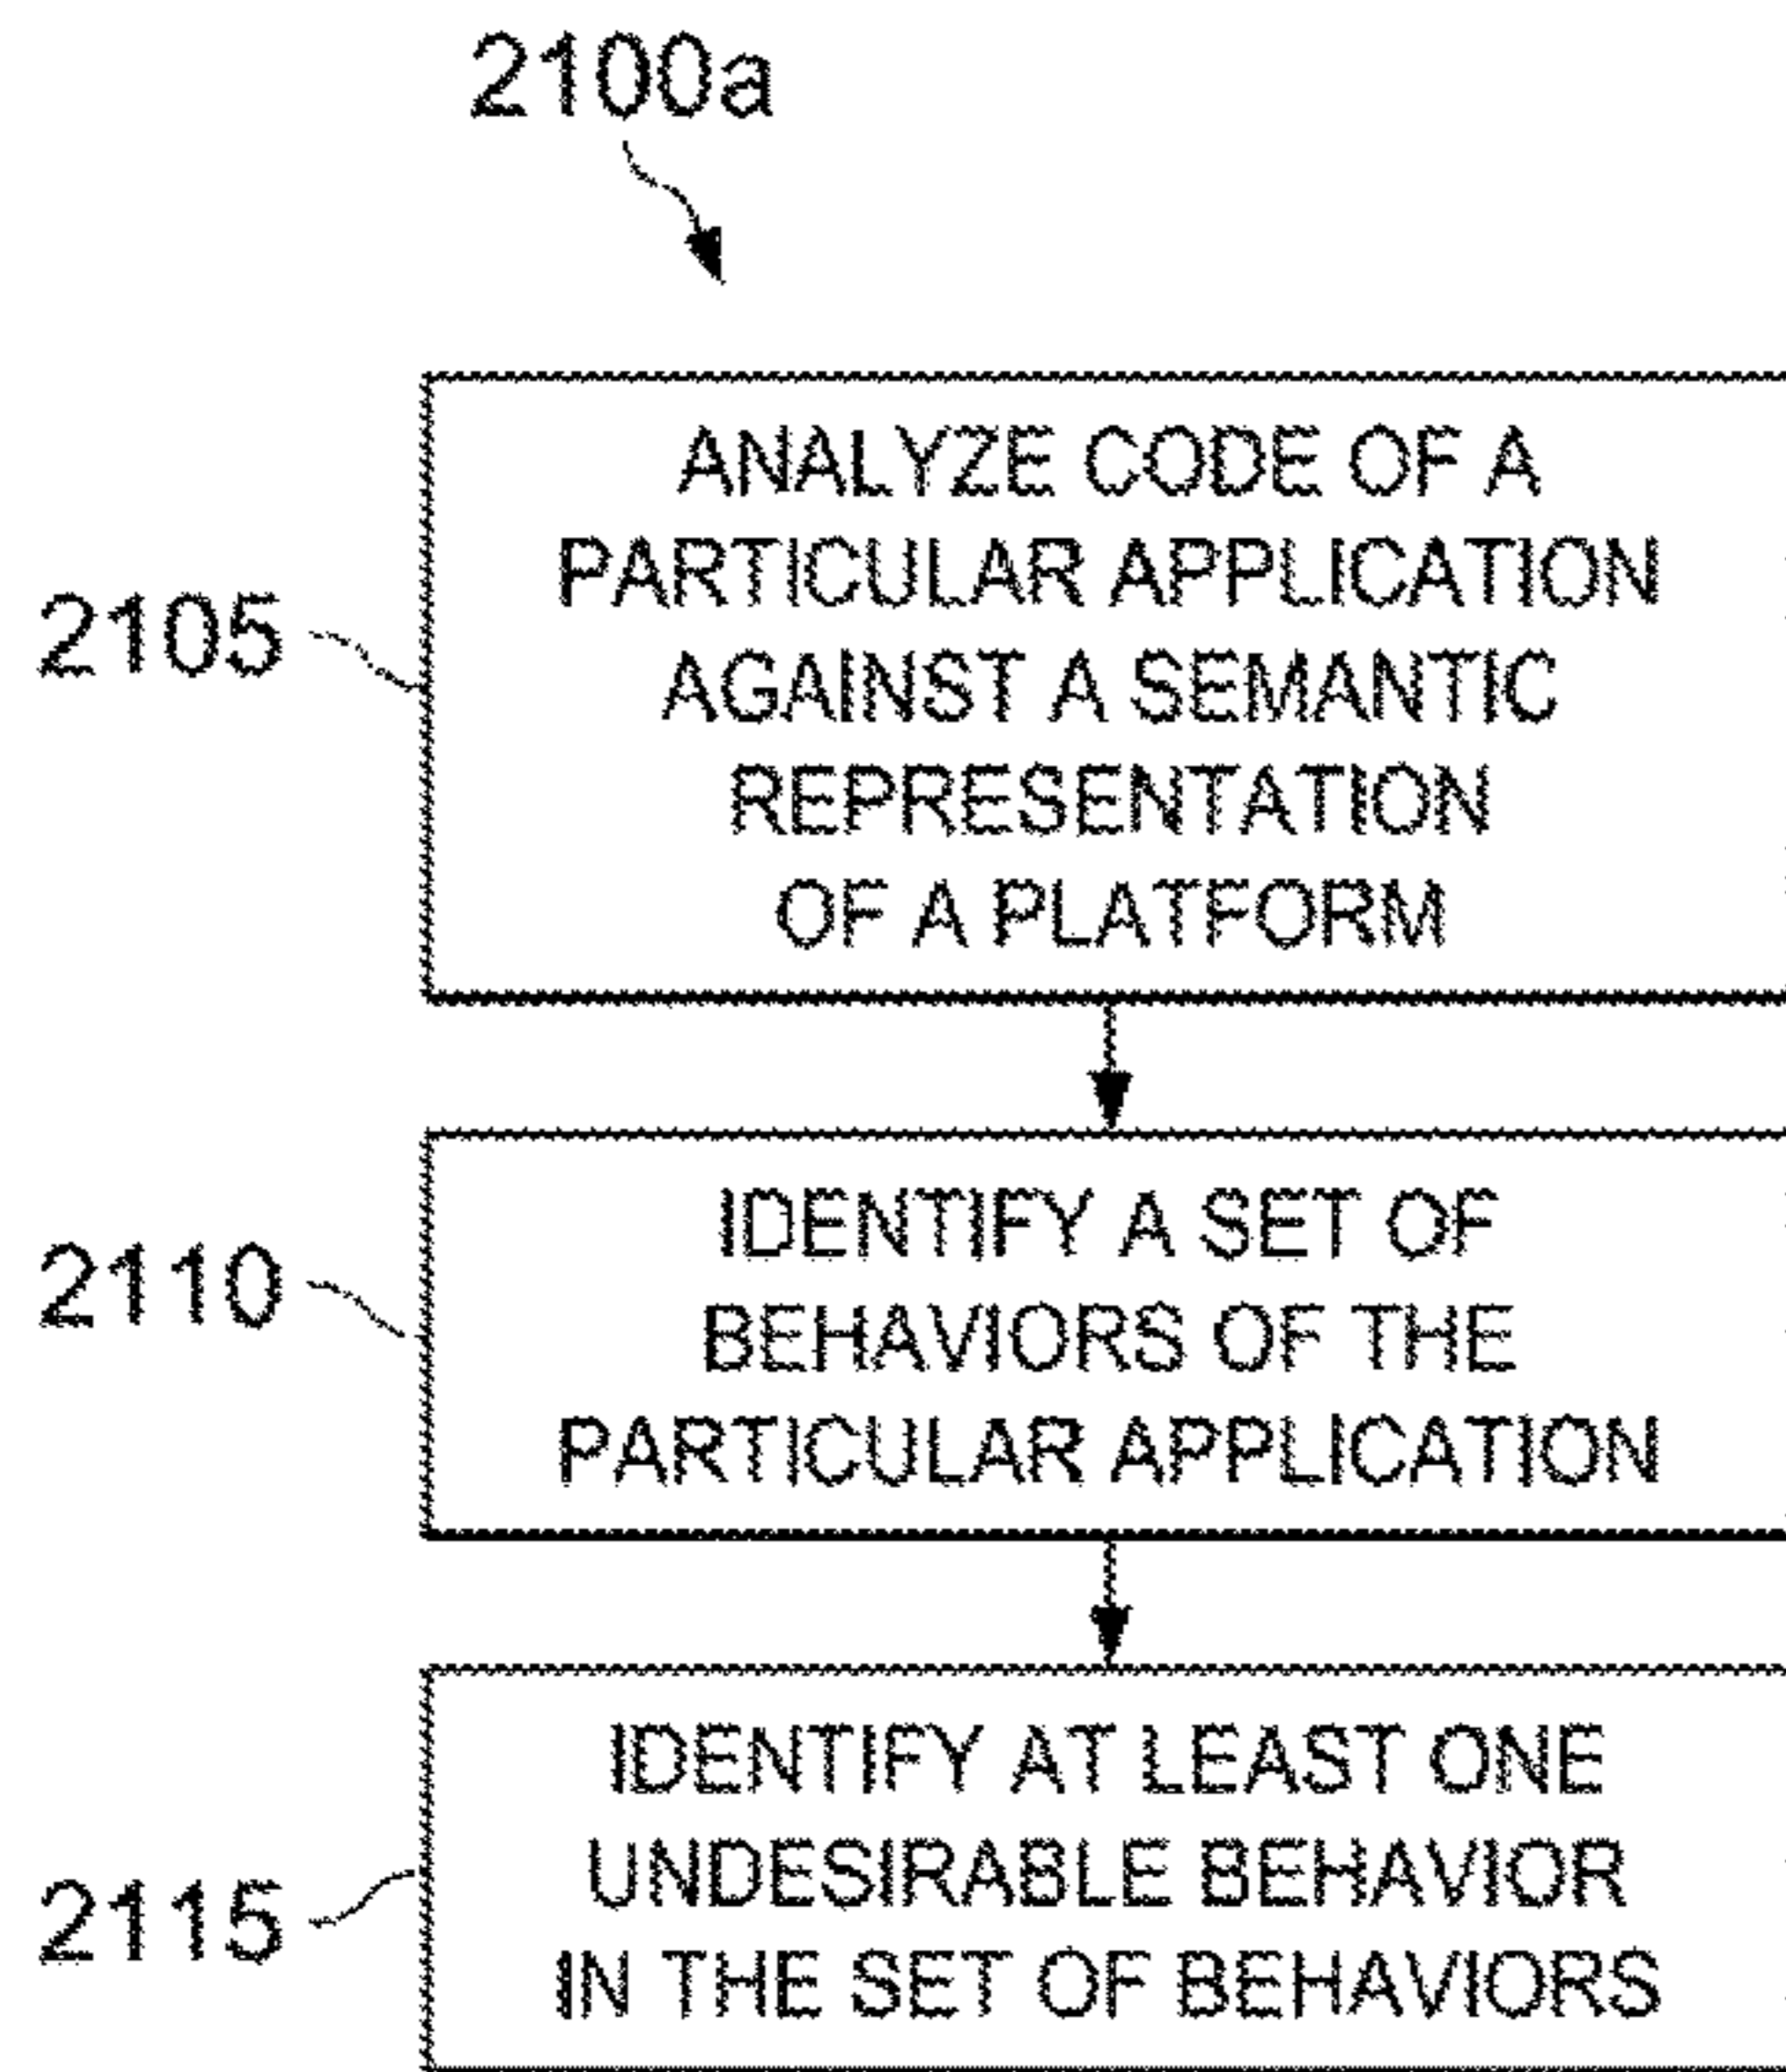 2100a
2105
ANALYZE CODE OF A
PARTICULAR APPLICATION
AGAINST A SEMANTIC
REPRESENTATION
OF A PLATFORM
2110
IDENTIFY A SET OF
BEHAVIORS OF THE
PARTICULAR APPLICATION
2115
IDENTIFY AT LEAST ONE
UNDESIRABLE BEHAVIOR
IN THE SET OF BEHAVIORS